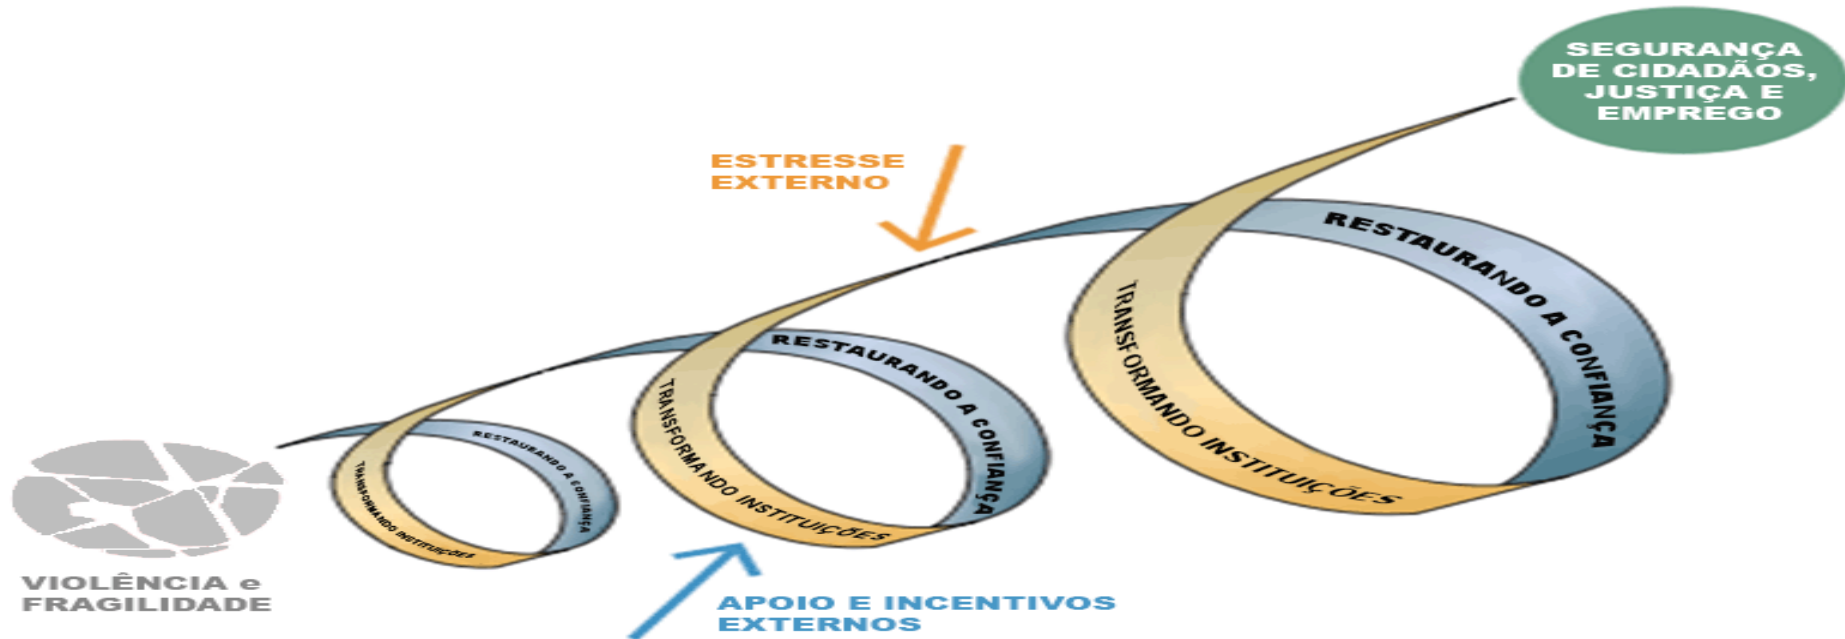 SEGURANÇA
DE CIDADÃOS,
JUSTIÇA E
EMPREGO
ESTRESSE
EXTERNO
RESTAURANDO A CONFIANÇA
TRANSFORMANDO INSTITUIÇÕES
RESTAURANDO A CONFIANÇA
TRANSFORMANDO INSTITUIÇÕES
RESTAURANDO A CONFIANÇA
TRANSFORMANDO INSTITUIÇÕES
VIOLÊNCIA e
FRAGILIDADE
APOIO E INCENTIVOS
EXTERNOS